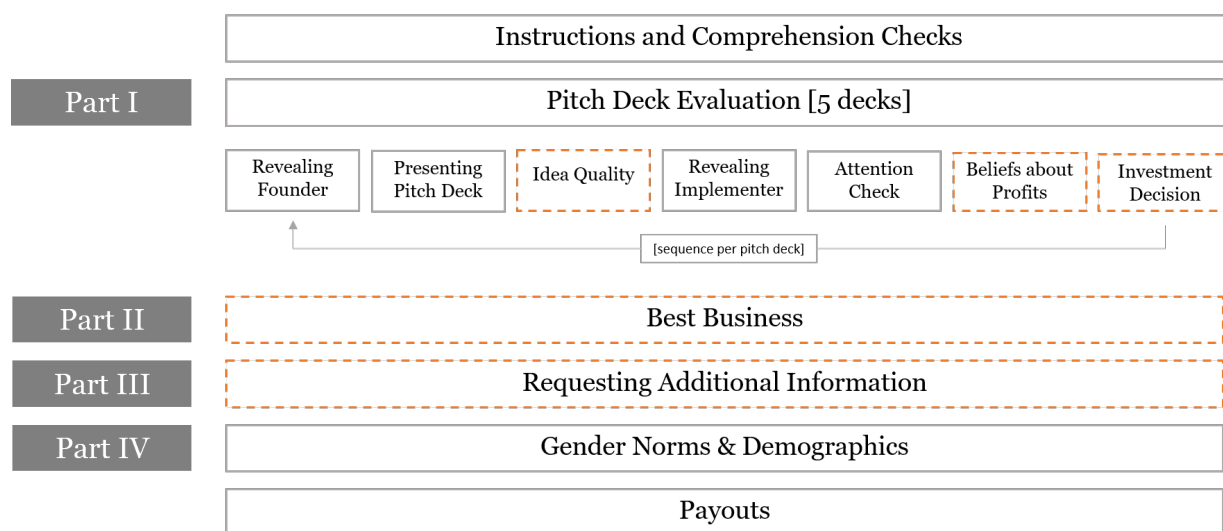 Instructions and Comprehension Checks
Part I
Pitch Deck Evaluation [5 decks]
Revealing
Founder
Presenting
Pitch Deck
Idea Quality
Revealing
Implementer
Attention
Check
Beliefs about
Profits
Investment
Decision
[sequence per pitch deck]
Part II
Best Business
Part III
Requesting Additional Information
Part IV
Gender Norms & Demographics
Payouts